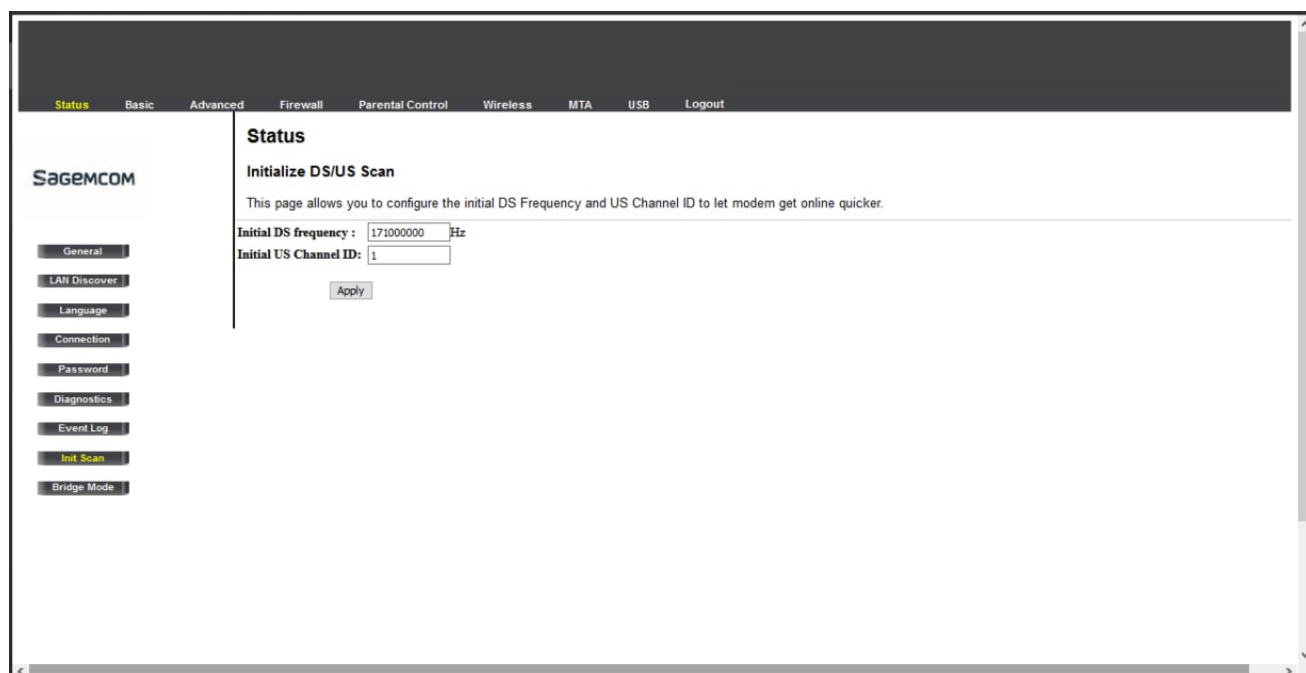 Status Basic Advanced Firewall Parental Control Wireless MTA USB Logout
Sagemcom
General
LAN Discover
Language
Connection
Password
Diagnostics
Event Log
Init Scan
Bridge Mode
Status
Initialize DS/US Scan
This page allows you to configure the initial DS Frequency and US Channel ID to let modem get online quicker.
Initial DS frequency : 171000000 Hz
Initial US Channel ID: 1
Apply